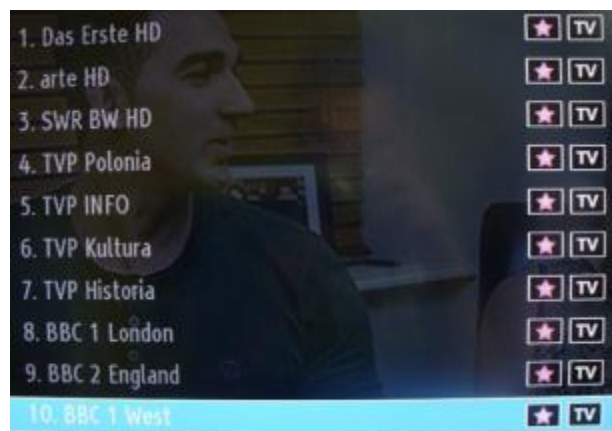 1. Das Erste HD TV
2. arte HD TV
3. SWR BW HD TV
4. TVP Polonia TV
5. TVP INFO TV
6. TVP Kultura TV
7. TVP Historia TV
8. BBC 1 London TV
9. BBC 2 England TV
10. BBC 1 West TV